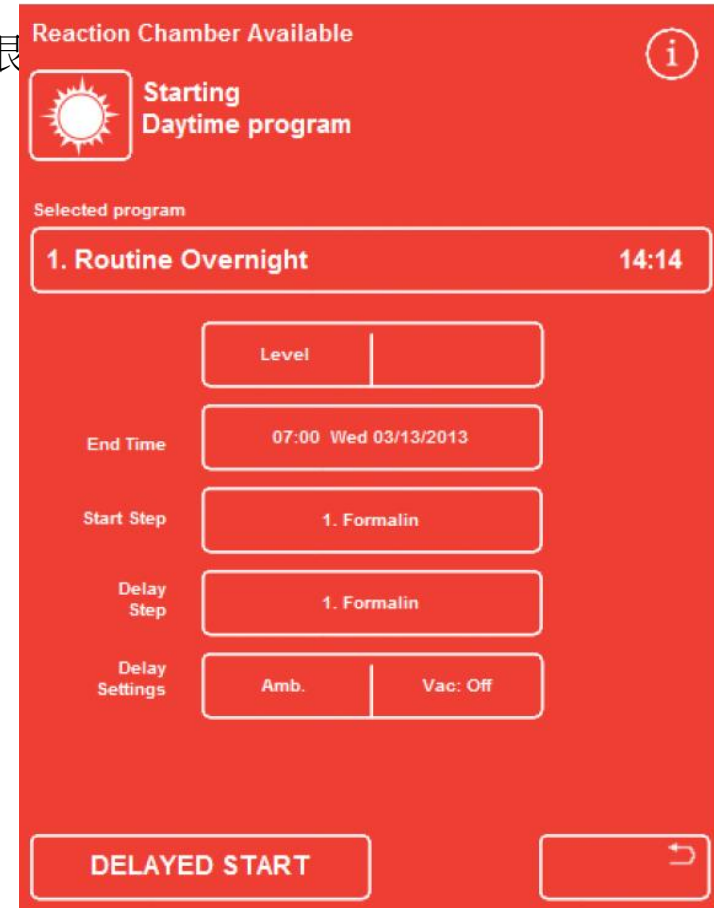 Reaction Chamber Available
i
Starting
Daytime program
Selected program
1. Routine Overnight 14:14
Level
End Time 07:00 Wed 03/13/2013
Start Step 1. Formalin
Delay
Step 1. Formalin
Delay
Settings Amb. Vac: Off
DELAYED START